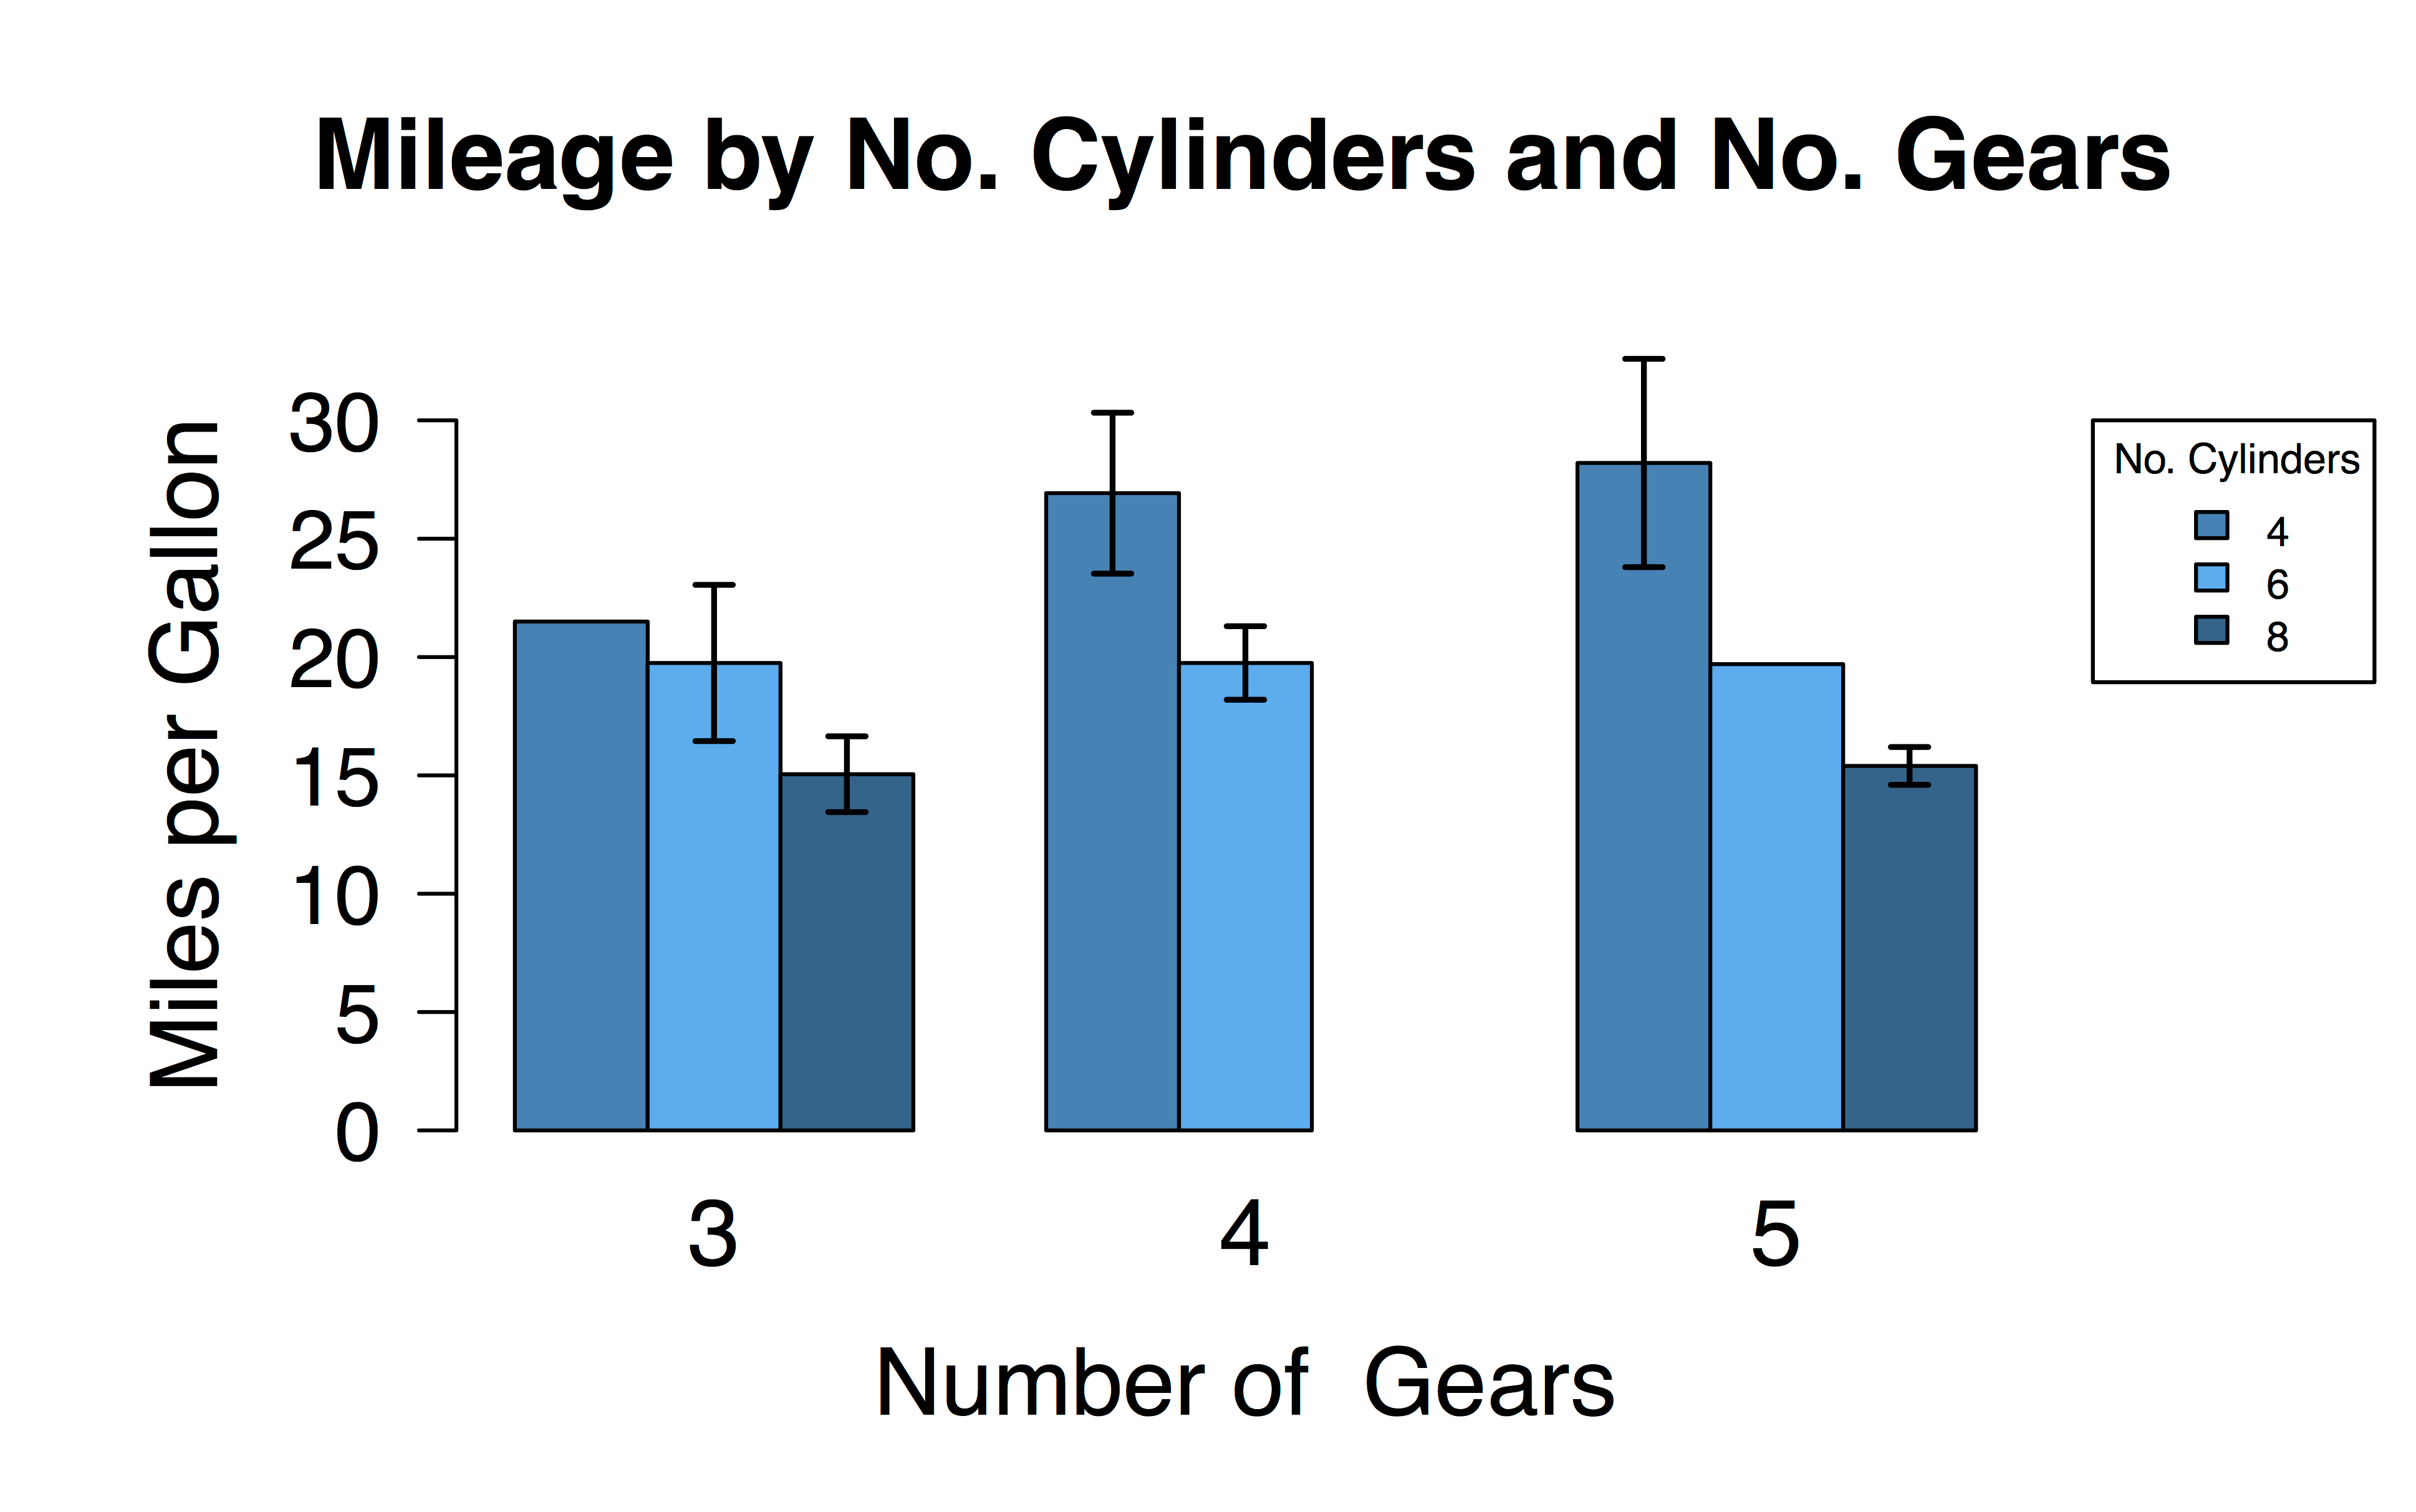 Mileage by No. Cylinders and No. Gears
Miles per Gallon
30
25
20
15
10
5
0
No. Cylinders
4
6
8
3 4 5
Number of  Gears